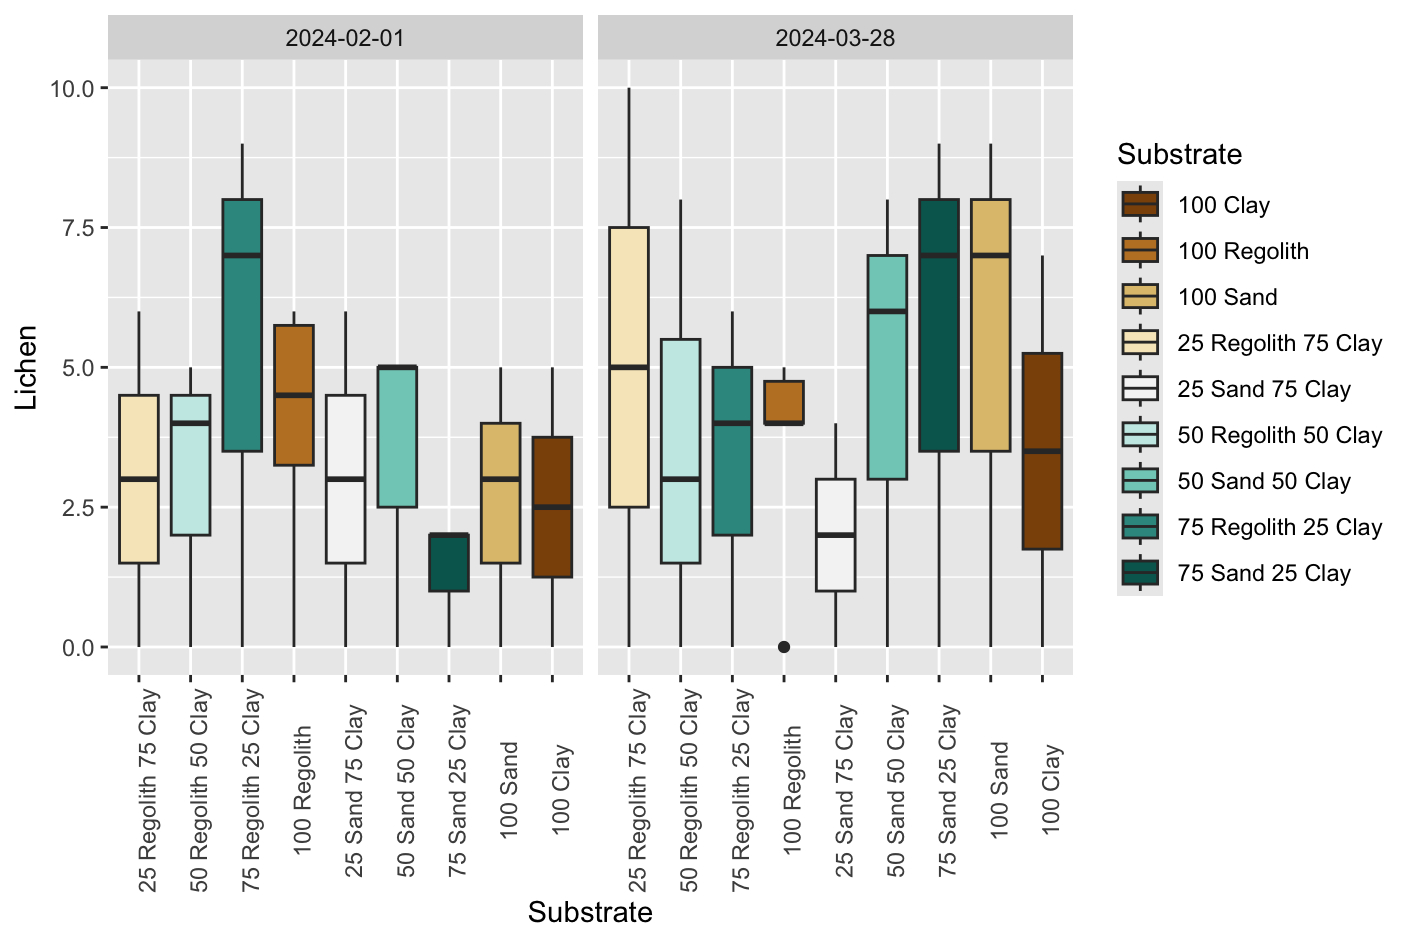 2024-02-01
2024-03-28
10.0
7.5
5.0
2.5
0.0
Lichen
25 Regolith 75 Clay
50 Regolith 50 Clay
75 Regolith 25 Clay
100 Regolith
25 Sand 75 Clay
50 Sand 50 Clay
75 Sand 25 Clay
100 Sand
100 Clay
25 Regolith 75 Clay
50 Regolith 50 Clay
75 Regolith 25 Clay
100 Regolith
25 Sand 75 Clay
50 Sand 50 Clay
75 Sand 25 Clay
100 Sand
100 Clay
Substrate
Substrate
100 Clay
100 Regolith
100 Sand
25 Regolith 75 Clay
25 Sand 75 Clay
50 Regolith 50 Clay
50 Sand 50 Clay
75 Regolith 25 Clay
75 Sand 25 Clay